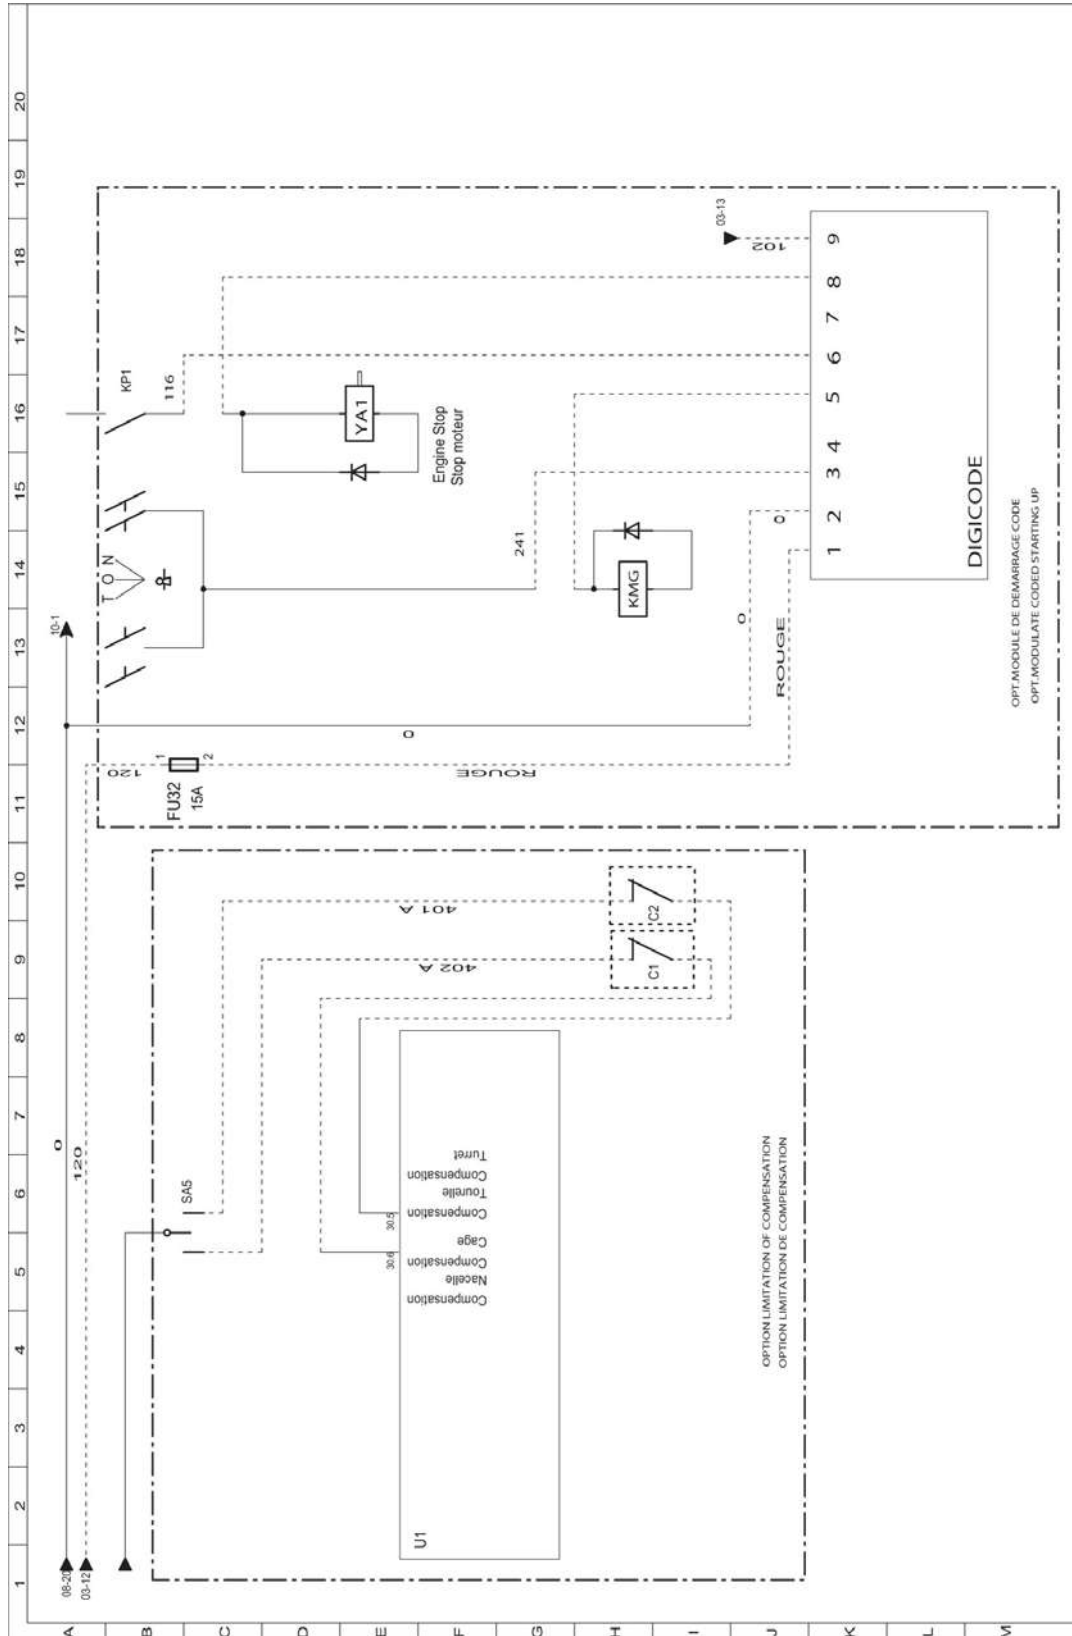 20
19
18
17
16
15
14
13
12
11
10
9
8
7
6
5
4
3
2
1
A
B
C
D
E
F
G
H
I
J
K
L
M
08-20
03-12
0
120
10-1
T O N
KP1
116
FU32
15A
1
2
120
ROUGE
0
YA1
Engine Stop
Stop moteur
241
KMG
0
ROUGE
0
03-13
102
1
2
3
4
5
6
7
8
9
DIGICODE
OPT.MODULE DE DEMARRAGE CODE
OPT.MODULATE CODED STARTING UP
SA5
401 A
402 A
C2
C1
30.5
30.6
Compensation
Nacelle
Compensation
Cage
Compensation
Tourelle
Compensation
Turret
U1
OPTION LIMITATION OF COMPENSATION
OPTION LIMITATION DE COMPENSATION